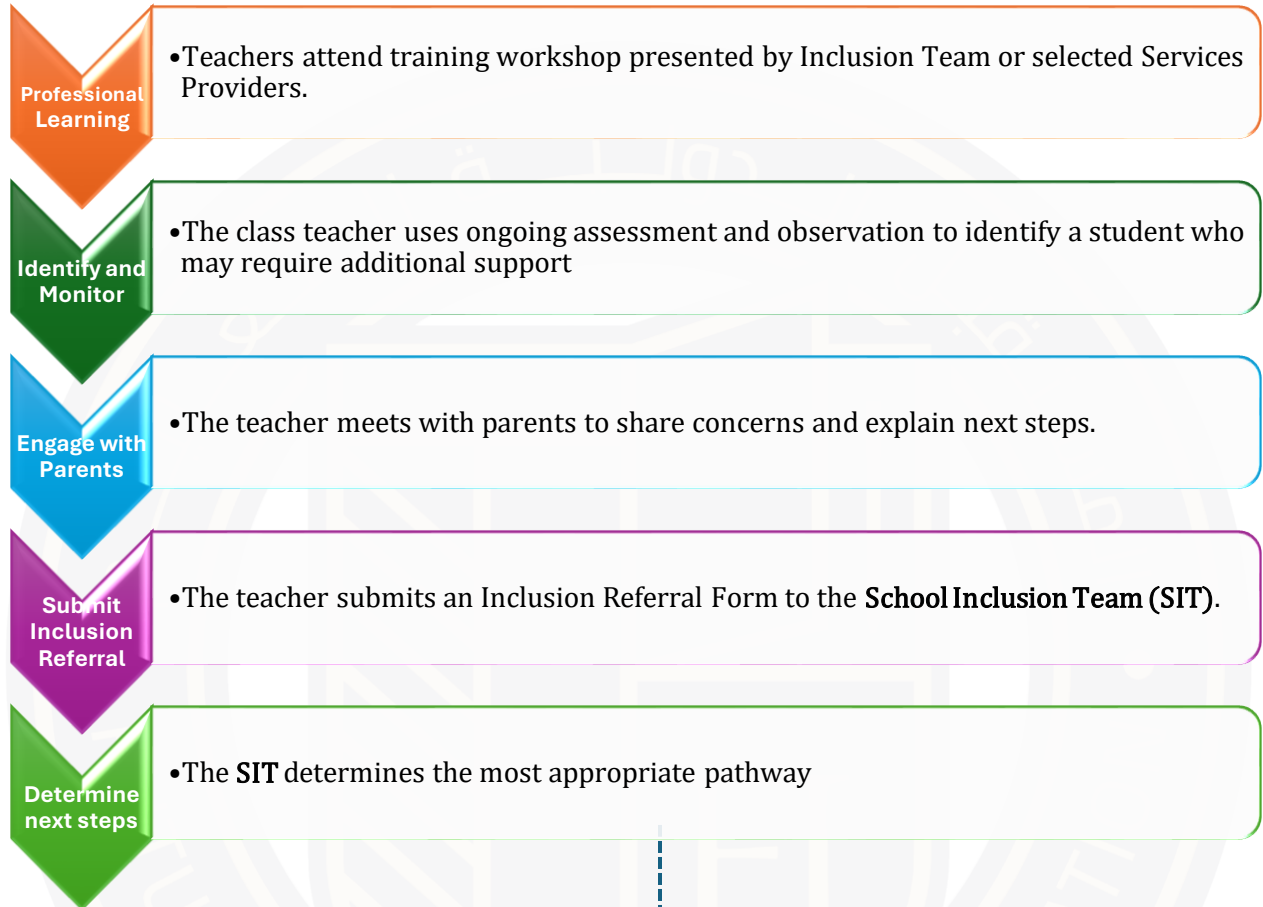 Professional
Learning
•Teachers attend training workshop presented by Inclusion Team or selected Services
Providers.
Identify and
Monitor
•The class teacher uses ongoing assessment and observation to identify a student who
may require additional support
Engage with
Parents
•The teacher meets with parents to share concerns and explain next steps.
Submit
Inclusion
Referral
•The teacher submits an Inclusion Referral Form to the School Inclusion Team (SIT).
Determine
next steps
•The SIT determines the most appropriate pathway